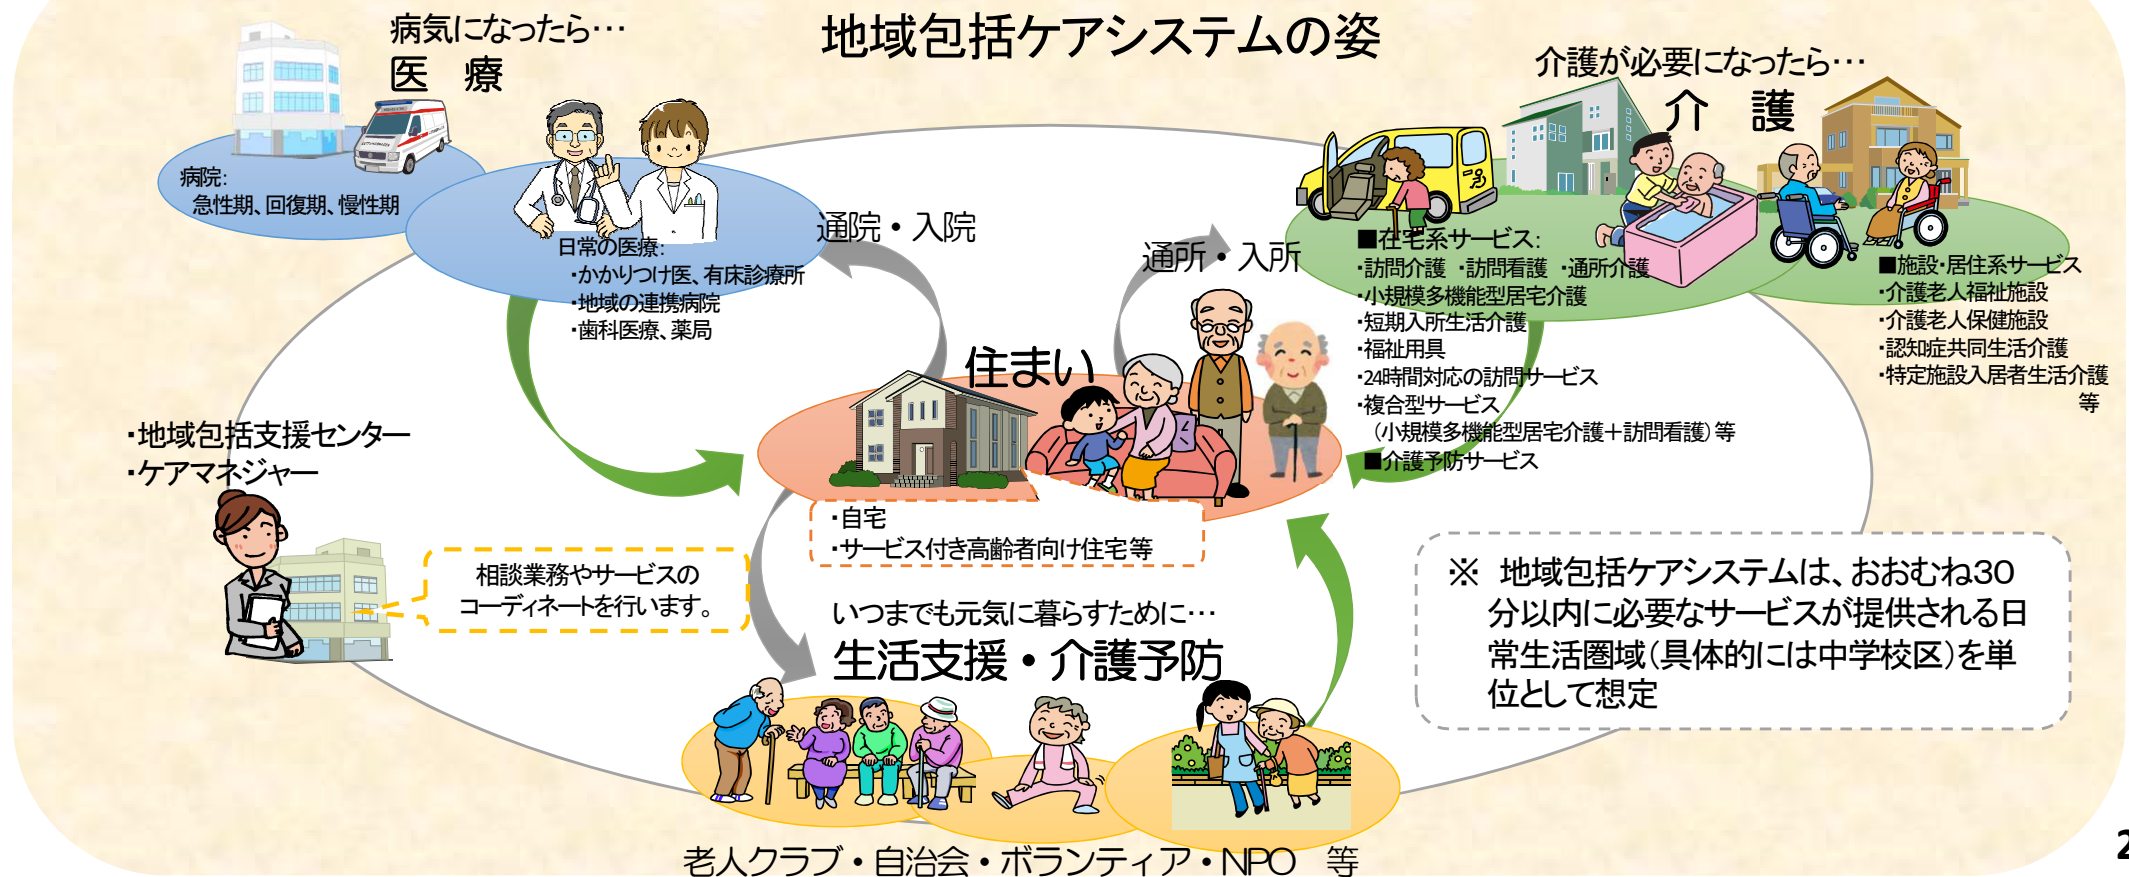 地域包括ケアシステムの姿
病気になったら…
医 療
病院:
急性期、回復期、慢性期
日常の医療:
・かかりつけ医、有床診療所
・地域の連携病院
・歯科医療、薬局
通院・入院
通所・入所
介護が必要になったら…
介 護
■在宅系サービス:
・訪問介護 ・訪問看護 ・通所介護
・小規模多機能型居宅介護
・短期入所生活介護
・福祉用具
・24時間対応の訪問サービス
・複合型サービス
(小規模多機能型居宅介護+訪問看護)等
■介護予防サービス
■施設・居住系サービス
・介護老人福祉施設
・介護老人保健施設
・認知症共同生活介護
・特定施設入居者生活介護
等
住まい
・自宅
・サービス付き高齢者向け住宅等
・地域包括支援センター
・ケアマネジャー
相談業務やサービスの
コーディネートを行います。
いつまでも元気に暮らすために…
生活支援・介護予防
老人クラブ・自治会・ボランティア・NPO 等
※ 地域包括ケアシステムは、おおむね30
分以内に必要なサービスが提供される日
常生活圏域(具体的には中学校区)を単
位として想定
2